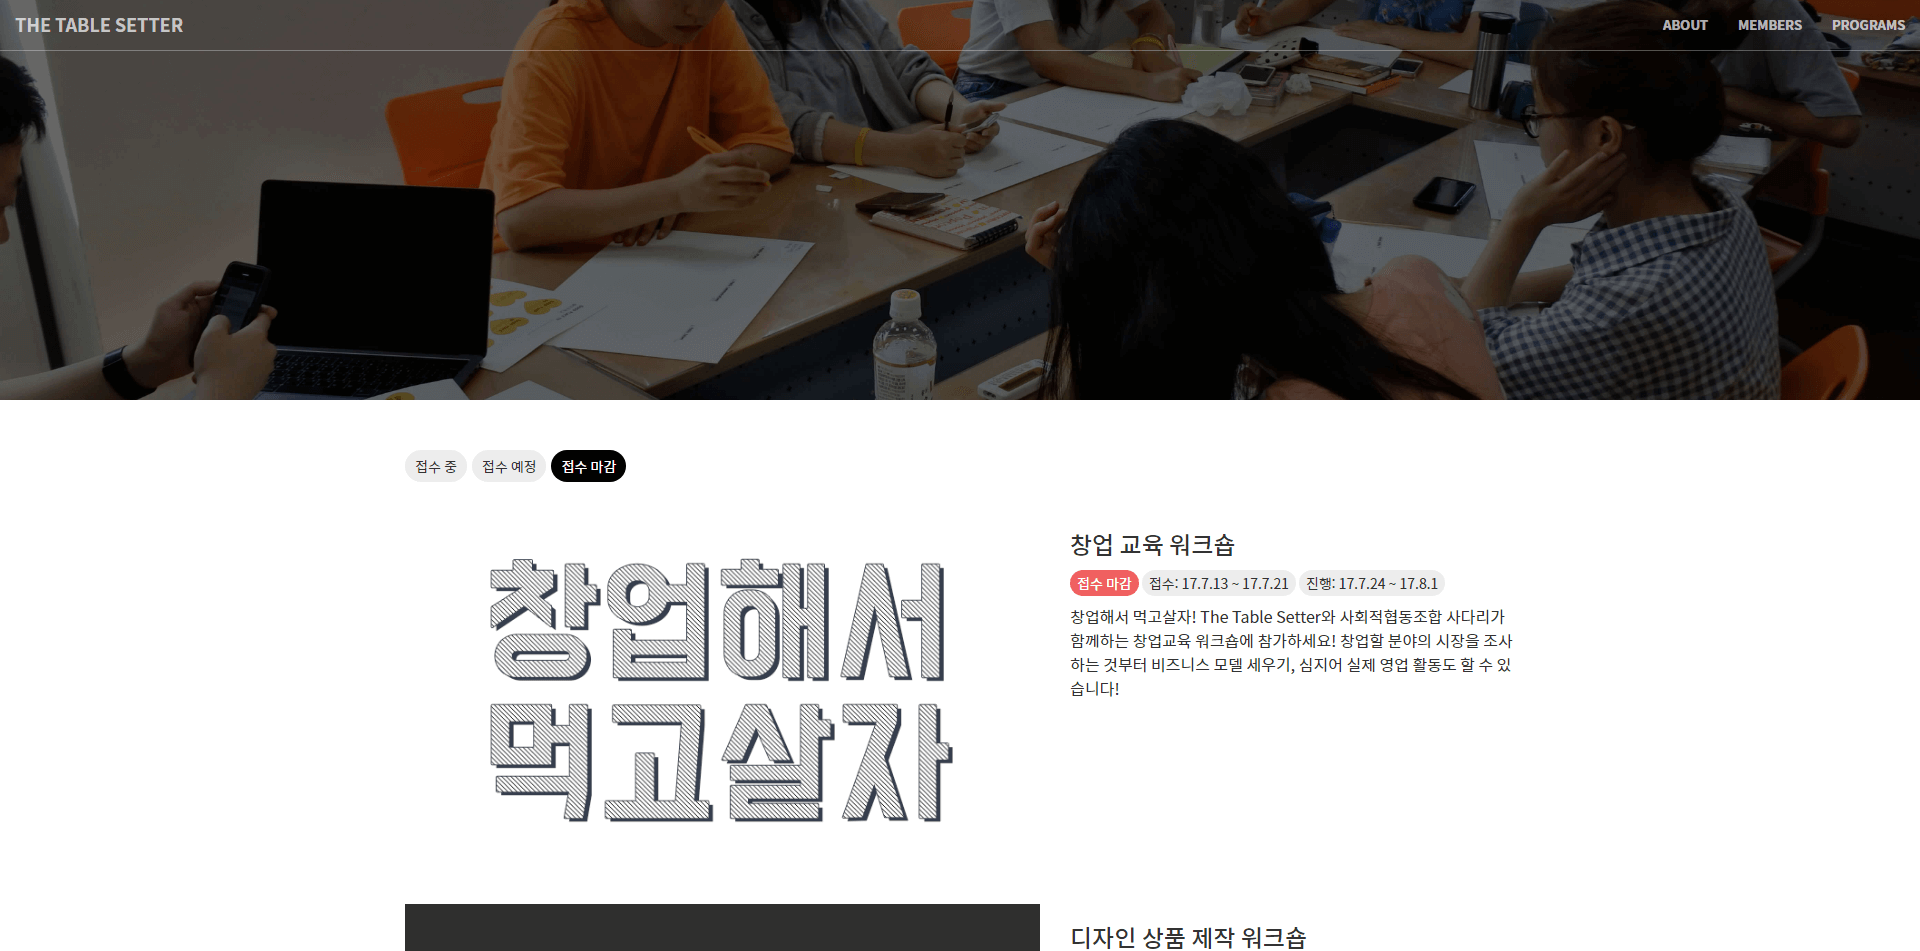 THE TABLE SETTER
ABOUT MEMBERS PROGRAMS
접수 중 접수 예정 접수 마감
창업해서
먹고살자
창업 교육 워크숍
접수 마감 접수: 17.7.13 ~ 17.7.21 진행: 17.7.24 ~ 17.8.1
창업해서 먹고살자! The Table Setter와 사회적협동조합 사다리가
함께하는 창업교육 워크숍에 참가하세요! 창업할 분야의 시장을 조사
하는 것부터 비즈니스 모델 세우기, 심지어 실제 영업 활동도 할 수 있
습니다!
디자인 상품 제작 워크숍